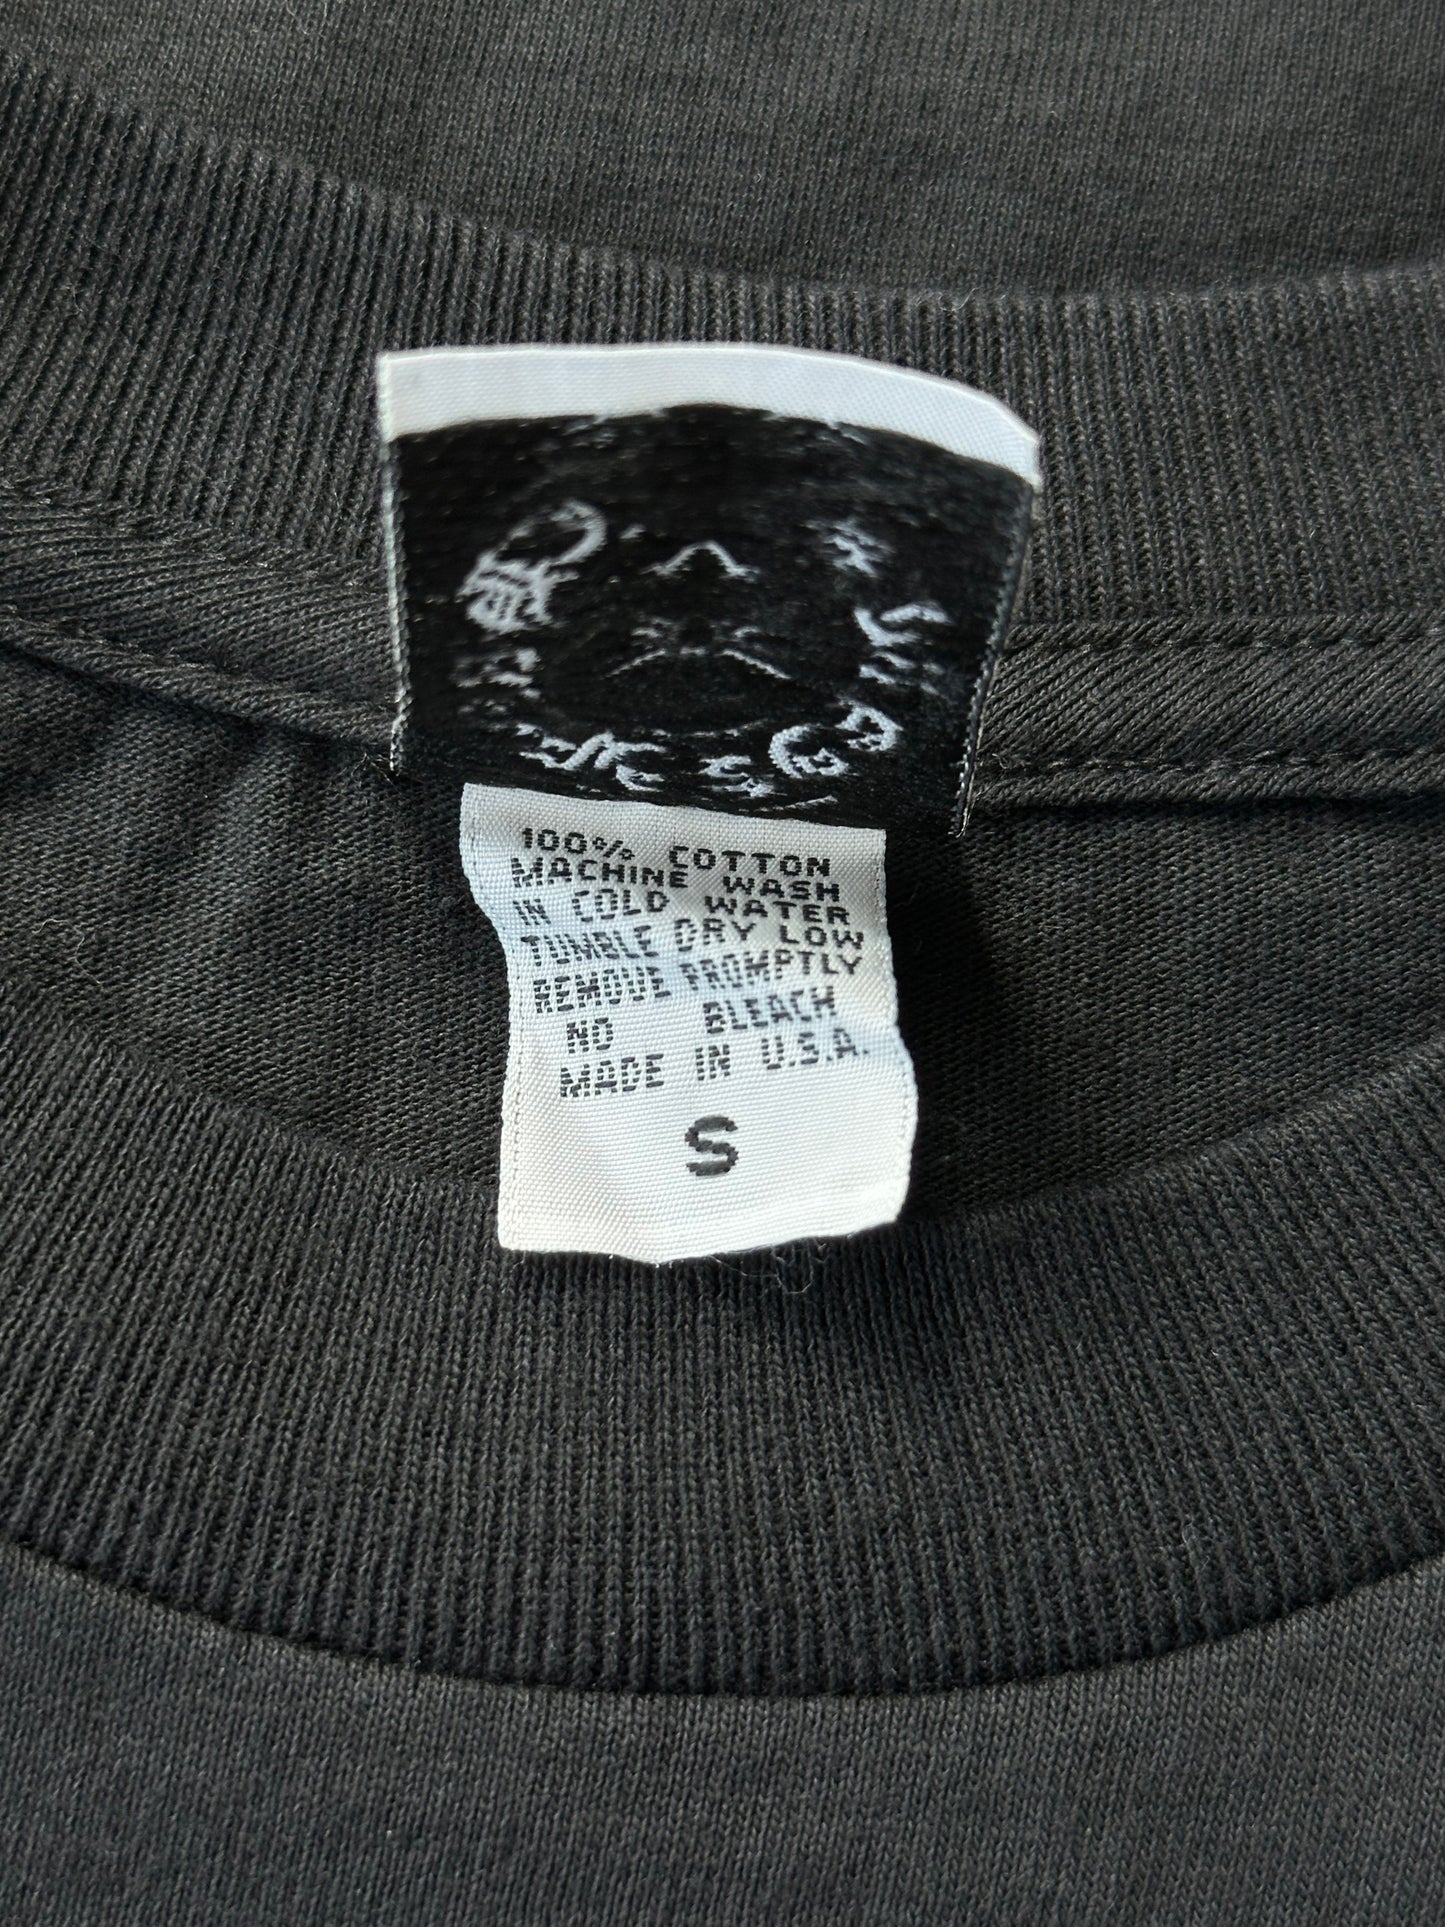 100% COTTON
MACHINE WASH
IN COLD WATER
TUMBLE DRY LOW
REMOVE PROMPTLY
NO BLEACH
MADE IN U.S.A.
S